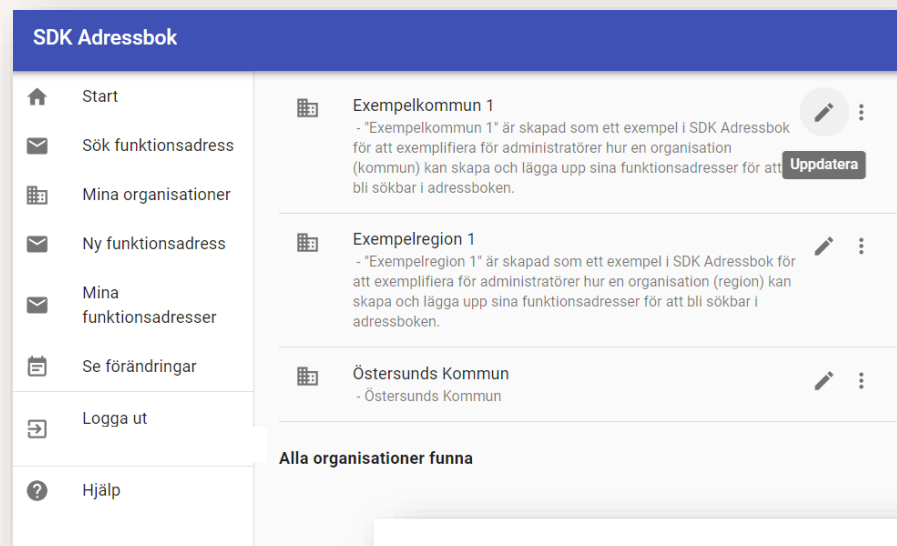 SDK Adressbok
Start
Sök funktionsadress
Mina organisationer
Ny funktionsadress
Mina
funktionsadresser
Se förändringar
Logga ut
Hjälp
Exempelkommun 1
- "Exempelkommun 1" är skapad som ett exempel i SDK Adressbok
för att exemplifiera för administratörer hur en organisation
(kommun) kan skapa och lägga upp sina funktionsadresser för att
bli sökbar i adressboken.
Uppdatera
Exempelregion 1
- "Exempelregion 1" är skapad som ett exempel i SDK Adressbok för
att exemplifiera för administratörer hur en organisation (region) kan
skapa och lägga upp sina funktionsadresser för att bli sökbar i
adressboken.
Östersunds Kommun
- Östersunds Kommun
Alla organisationer funna